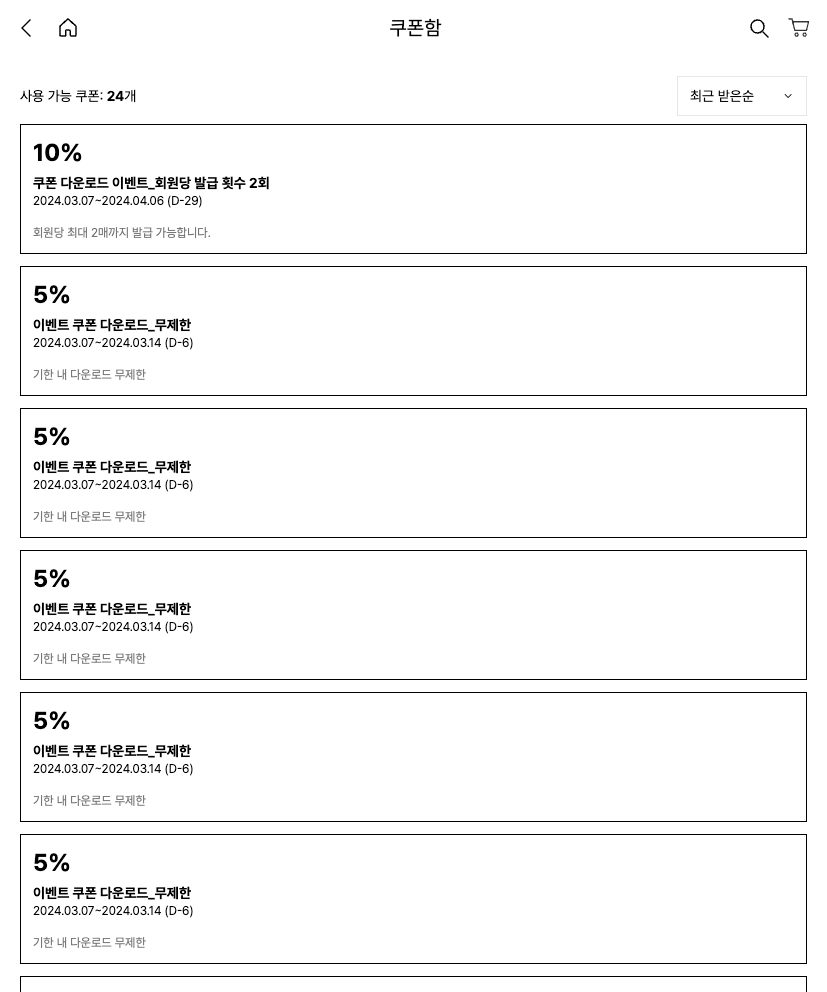 쿠폰함
사용 가능 쿠폰: 24개
최근 받은순
10%
쿠폰 다운로드 이벤트_회원당 발급 횟수 2회
2024.03.07~2024.04.06 (D-29)
회원당 최대 2매까지 발급 가능합니다.
5%
이벤트 쿠폰 다운로드_무제한
2024.03.07~2024.03.14 (D-6)
기한 내 다운로드 무제한
5%
이벤트 쿠폰 다운로드_무제한
2024.03.07~2024.03.14 (D-6)
기한 내 다운로드 무제한
5%
이벤트 쿠폰 다운로드_무제한
2024.03.07~2024.03.14 (D-6)
기한 내 다운로드 무제한
5%
이벤트 쿠폰 다운로드_무제한
2024.03.07~2024.03.14 (D-6)
기한 내 다운로드 무제한
5%
이벤트 쿠폰 다운로드_무제한
2024.03.07~2024.03.14 (D-6)
기한 내 다운로드 무제한